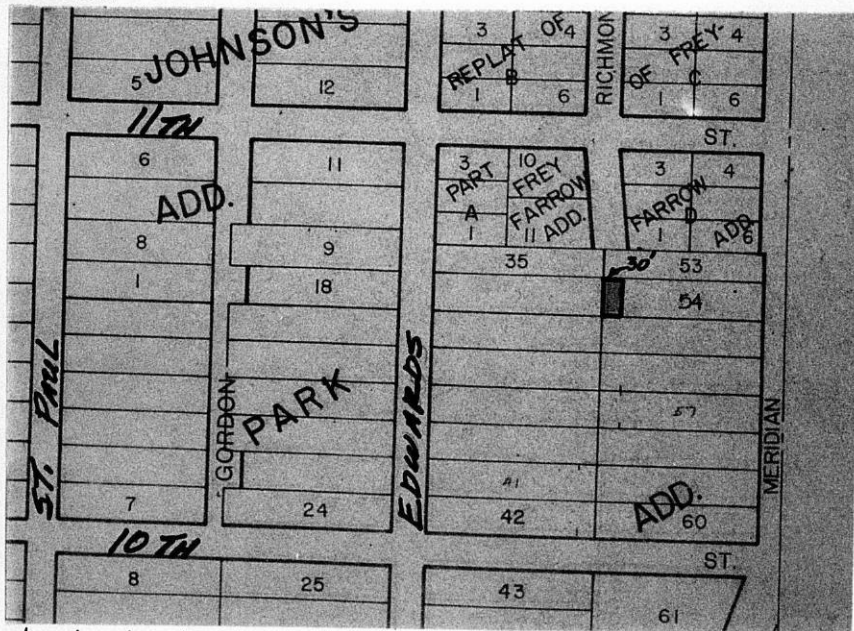 3 OF 4 3 FREY- 4
JOHNSON'S REPLAT RICHMON OF
5 12 B C
1 6 1 6
11TH ST.
6 11 3 10 3 4
PART FREY
ADD. A FARROW FARROW D
8 9 1 11 ADD. 1 ADD 6
35 30' 53
1 18 54
ST. PAUL GORDON PARK EDWARDS MERIDIAN
57
41
ADD.
7 24 42 60
10 TH ST.
8 25 43
61